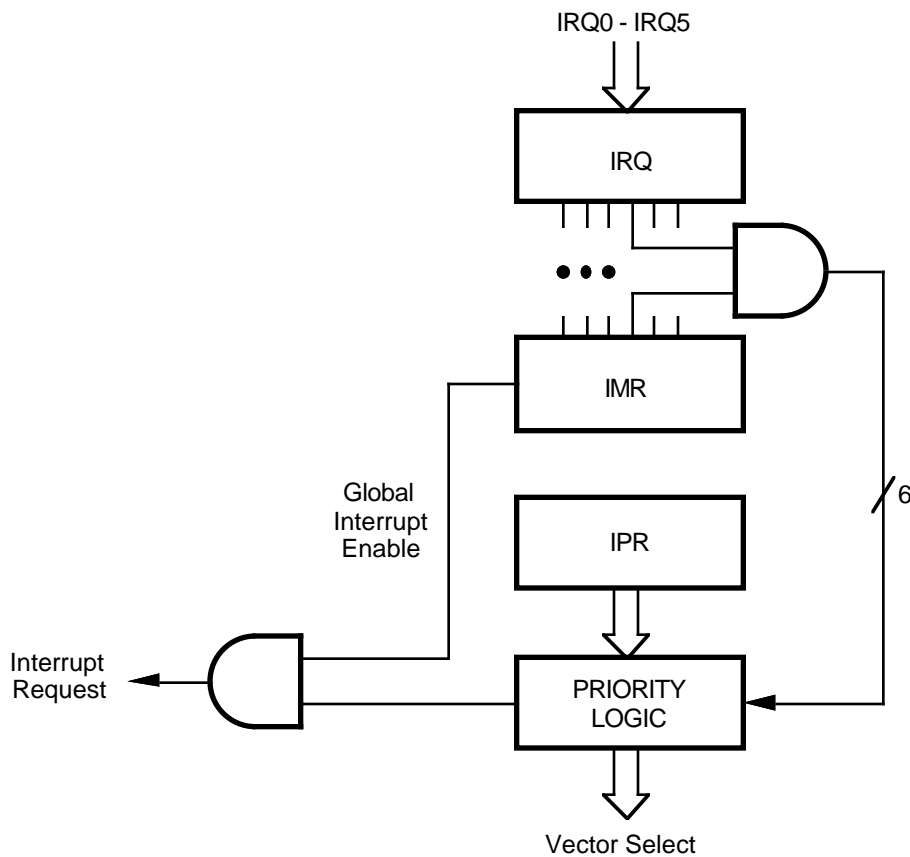 IRQ0 - IRQ5
IRQ
IMR
Global
Interrupt
Enable
6
IPR
Interrupt
Request
PRIORITY
LOGIC
Vector Select